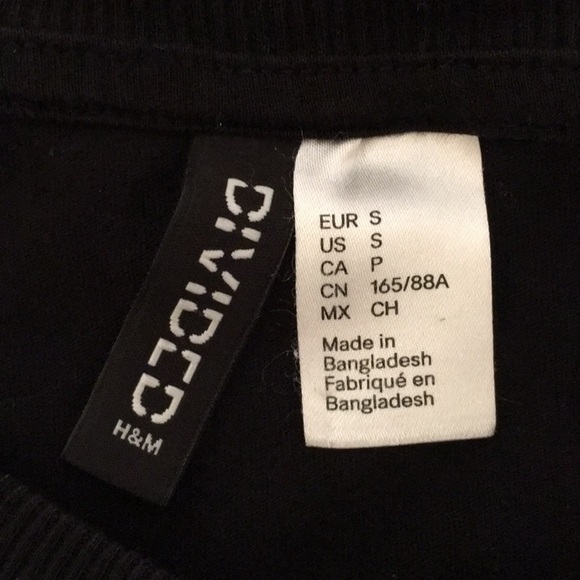 DIVIDED
H&M
EUR S
US S
CA P
CN 165/88A
MX CH
Made in
Bangladesh
Fabriqué en
Bangladesh